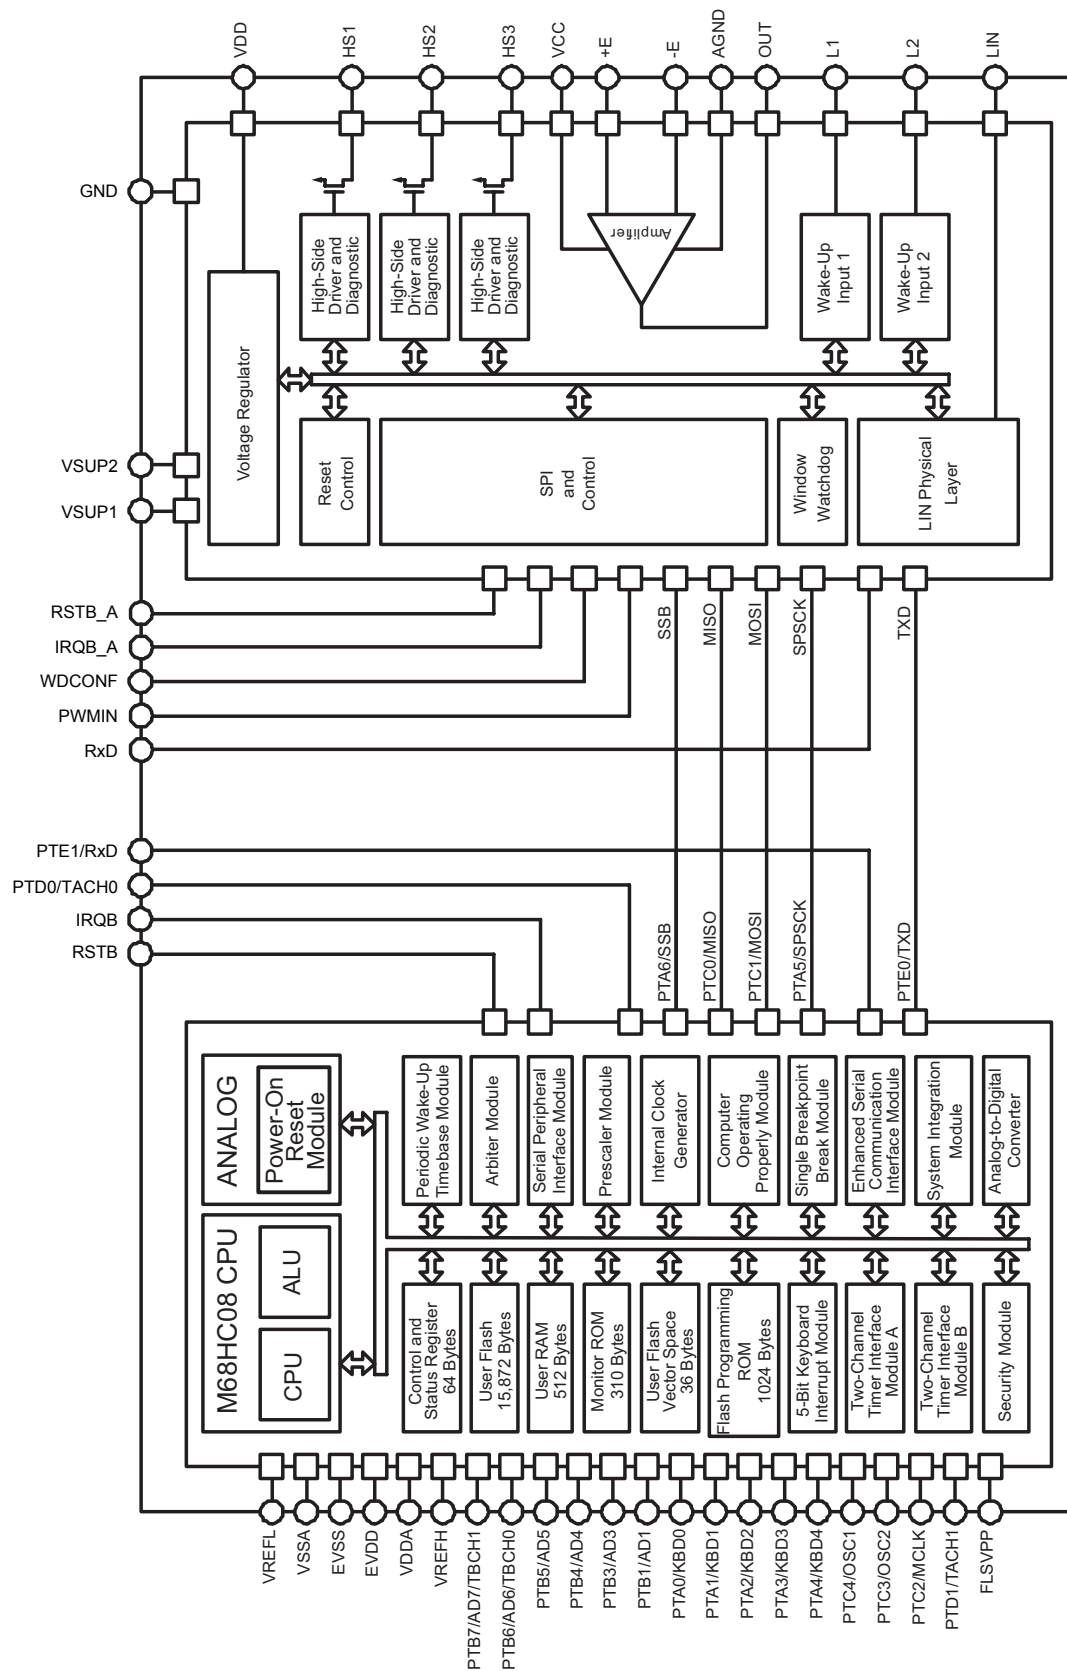 VDD
HS1
HS2
HS3
VCC
+E
-E
AGND
OUT
L1
L2
LIN
GND
VSUP2
VSUP1
RSTB_A
IRQB_A
WDCONF
PWMIN
RxD
PTE1/RxD
PTD0/TACH0
IRQB
RSTB
Voltage Regulator
High-Side
Driver and
Diagnostic
High-Side
Driver and
Diagnostic
High-Side
Driver and
Diagnostic
Amplifier
Wake-Up
Input 1
Wake-Up
Input 2
Reset
Control
SPI
and
Control
Window
Watchdog
LIN Physical
Layer
SSB
MISO
MOSI
SPSCK
TXD
PTA6/SSB
PTC0/MISO
PTC1/MOSI
PTA5/SPSCK
PTE0/TXD
ANALOG
Power-On
Reset
Module
M68HC08 CPU
CPU
ALU
Periodic Wake-Up
Timebase Module
Arbiter Module
Serial Peripheral
Interface Module
Prescaler Module
Internal Clock
Generator
Computer
Operating
Properly Module
Single Breakpoint
Break Module
Enhanced Serial
Communication
Interface Module
System Integration
Module
Analog-to-Digital
Converter
Control and
Status Register
64 Bytes
User Flash
15,872 Bytes
User RAM
512 Bytes
Monitor ROM
310 Bytes
User Flash
Vector Space
36 Bytes
Flash Programming
ROM
1024 Bytes
5-Bit Keyboard
Interrupt Module
Two-Channel
Timer Interface
Module A
Two-Channel
Timer Interface
Module B
Security Module
VREFL
VSSA
EVSS
EVDD
VDDA
VREFH
PTB7/AD7/TBCH1
PTB6/AD6/TBCH0
PTB5/AD5
PTB4/AD4
PTB3/AD3
PTB1/AD1
PTA0/KBD0
PTA1/KBD1
PTA2/KBD2
PTA3/KBD3
PTA4/KBD4
PTC4/OSC1
PTC3/OSC2
PTC2/MCLK
PTD1/TACH1
FLSVPP